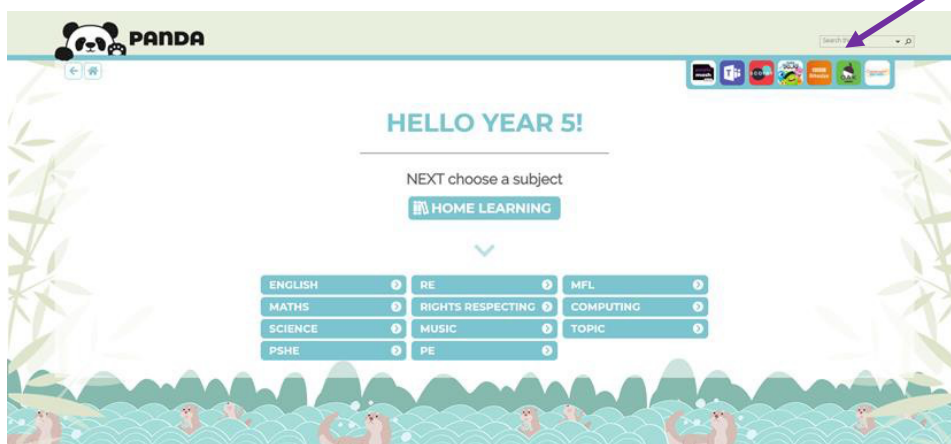 PANDA
HELLO YEAR 5!
NEXT choose a subject
HOME LEARNING
ENGLISH
RE
MFL
MATHS
RIGHTS RESPECTING
COMPUTING
SCIENCE
MUSIC
TOPIC
PSHE
PE